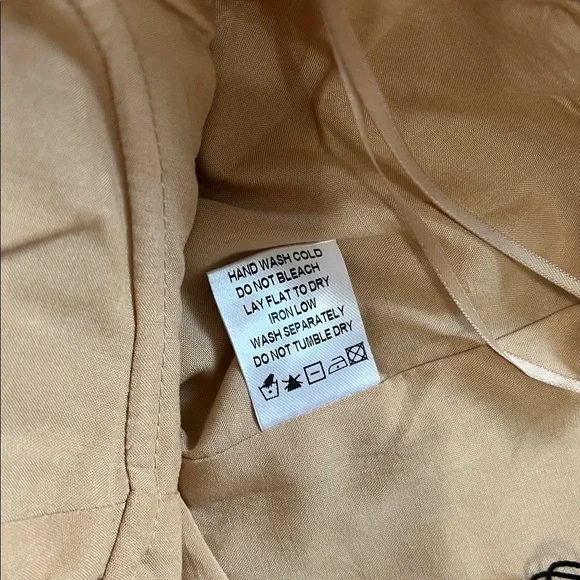 HAND WASH COLD
DO NOT BLEACH
LAY FLAT TO DRY
IRON LOW
WASH SEPARATELY
DO NOT TUMBLE DRY